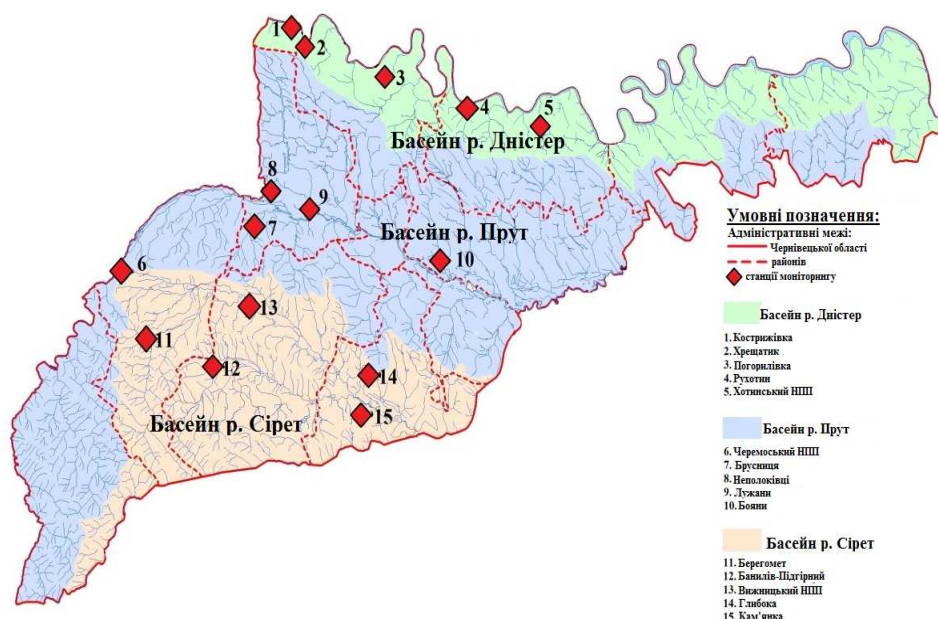 1
2
3
4
5
Басейн р. Дністер
8
9
7
Басейн р. Прут
10
6
13
11
12
14
15
Басейн р. Сірет
Умовні позначення:
Адміністративні межі:
Чернівецької області
районів
станції моніторингу
Басейн р. Дністер
1. Кострижівка
2. Хрещатик
3. Погорилівка
4. Рухотин
5. Хотинський НПП
Басейн р. Прут
6. Черемоський НПП
7. Брусниця
8. Неполоківці
9. Лужани
10. Бояни
Басейн р. Сірет
11. Берегомет
12. Банилів-Підгірний
13. Вижницький НПП
14. Глибока
15. Кам'янка